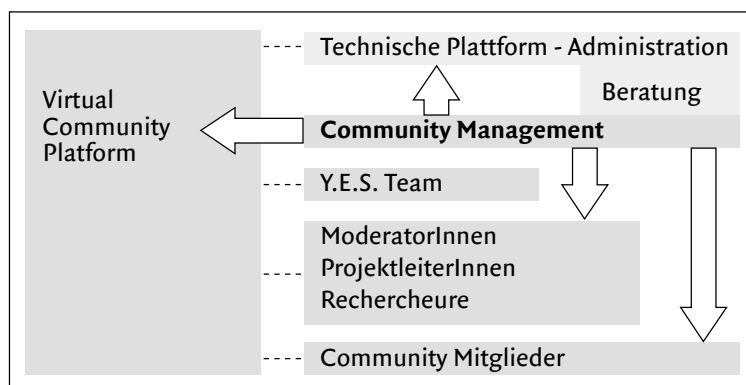 Virtual
Community
Platform
Technische Plattform - Administration
Beratung
Community Management
Y.E.S. Team
ModeratorInnen
ProjektleiterInnen
Rechercheure
Community Mitglieder